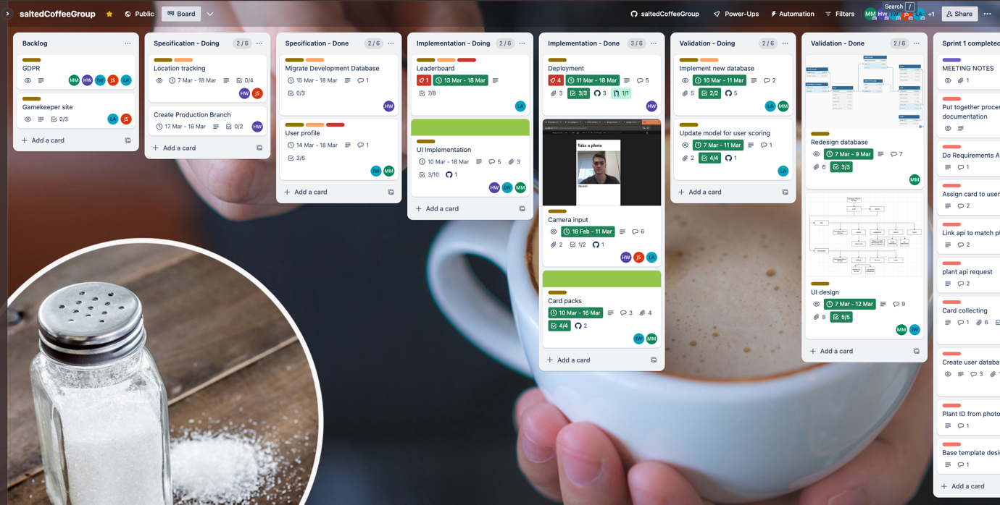 saltedCoffeeGroup
Public
Board
saltedCoffeeGroup
Power-Ups
Automation
Filters
Search /
MM HW IW JS LA +1
Share
Backlog
GDPR
MM HW IW JS LA
Gamekeeper site
0/3
LA JS
Add a card
Specification - Doing 2 / 6
Location tracking
7 Mar - 18 Mar 0/4
HW JS
Create Production Branch
17 Mar - 18 Mar 0/2 HW
Add a card
Specification - Done 2 / 6
Migrate Development Database
15 Mar - 18 Mar 1
0/3
HW
User profile
14 Mar - 18 Mar 1
3/6
IW MM
Add a card
Implementation - Doing 2 / 6
Leaderboard
1 13 Mar - 18 Mar
7/8
LA
UI Implementation
10 Mar - 18 Mar 5 3
3/10 1
HW IW MM
Add a card
Implementation - Done 3 / 6
Deployment
4 11 Mar - 18 Mar 5
3 3/3 3 1/1
HW
Take a photo
Camera input
18 Feb - 11 Mar 6
2 1/2 1
HW JS LA
Card packs
10 Mar - 16 Mar 3 4
4/4 2
IW MM
Add a card
Validation - Doing 2 / 6
Implement new database
10 Mar - 11 Mar 2
5 2/2 5
LA MM
Update model for user scoring
7 Mar - 11 Mar 1
2 4/4 1
LA
Add a card
Validation - Done 2 / 6
Redesign database
7 Mar - 9 Mar 7
6 3/3
MM
UI design
7 Mar - 12 Mar 9
8 5/5
MM IW
Add a card
Sprint 1 completed
MEETING NOTES
1
Put together proces
documentation
Do Requirements A
1
Assign card to user
2
Link api to match pl
2
plant api request
2
Card collecting
1 6
Create user databa
3 1
Plant ID from photo
1
Base template desi
1
Add a card